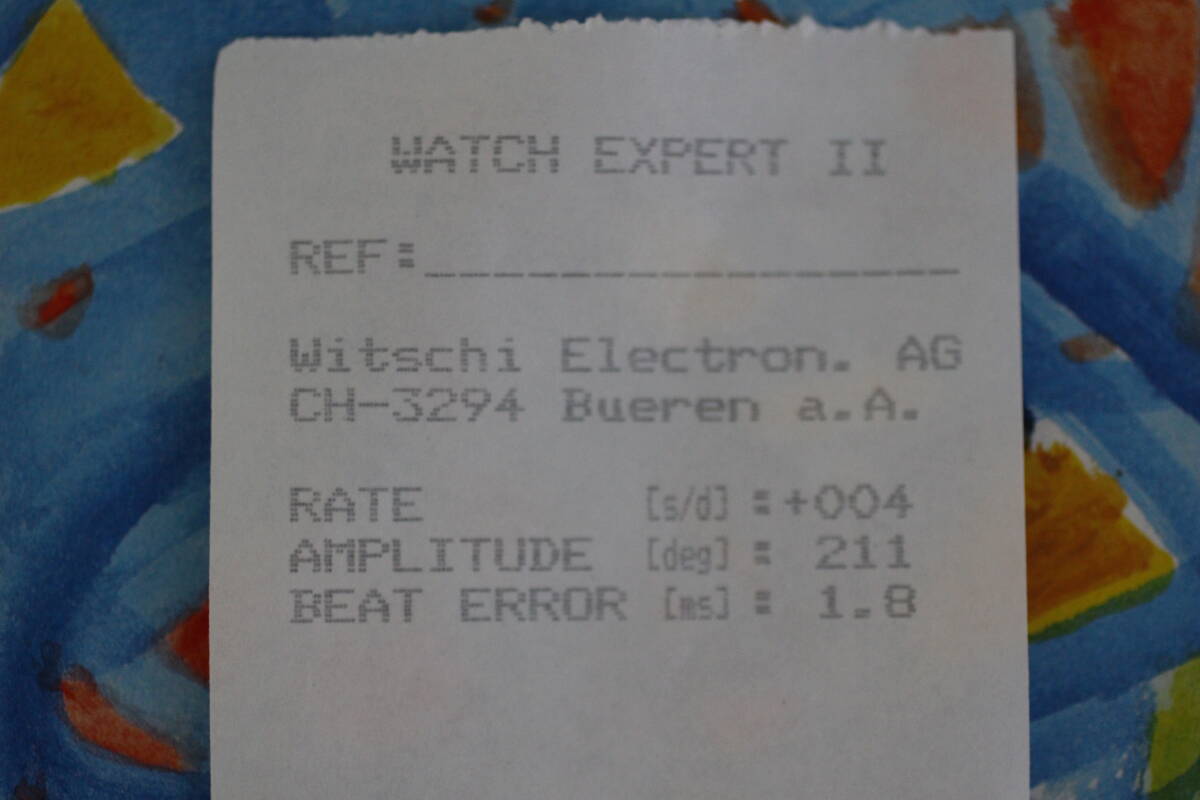 WATCH EXPERT II
REF:________________
Witschi Electron. AG
CH-3294 Bueren a.A.
RATE [s/d] :+004
AMPLITUDE [deg] : 211
BEAT ERROR [ms] : 1.8